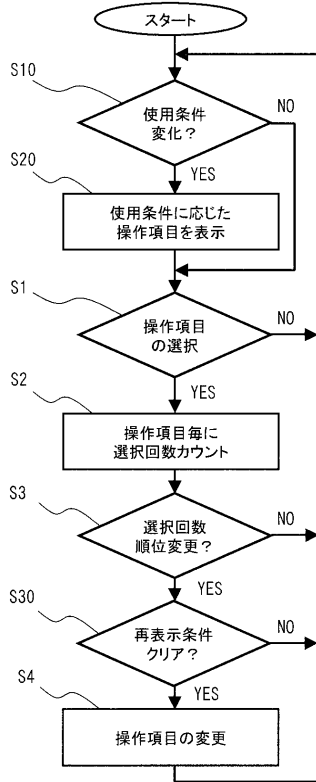 スタート
S10
使用条件
変化?
NO
YES
S20
使用条件に応じた
操作項目を表示
S1
操作項目
の選択
NO
YES
S2
操作項目毎に
選択回数カウント
S3
選択回数
順位変更?
NO
YES
S30
再表示条件
クリア?
NO
YES
S4
操作項目の変更